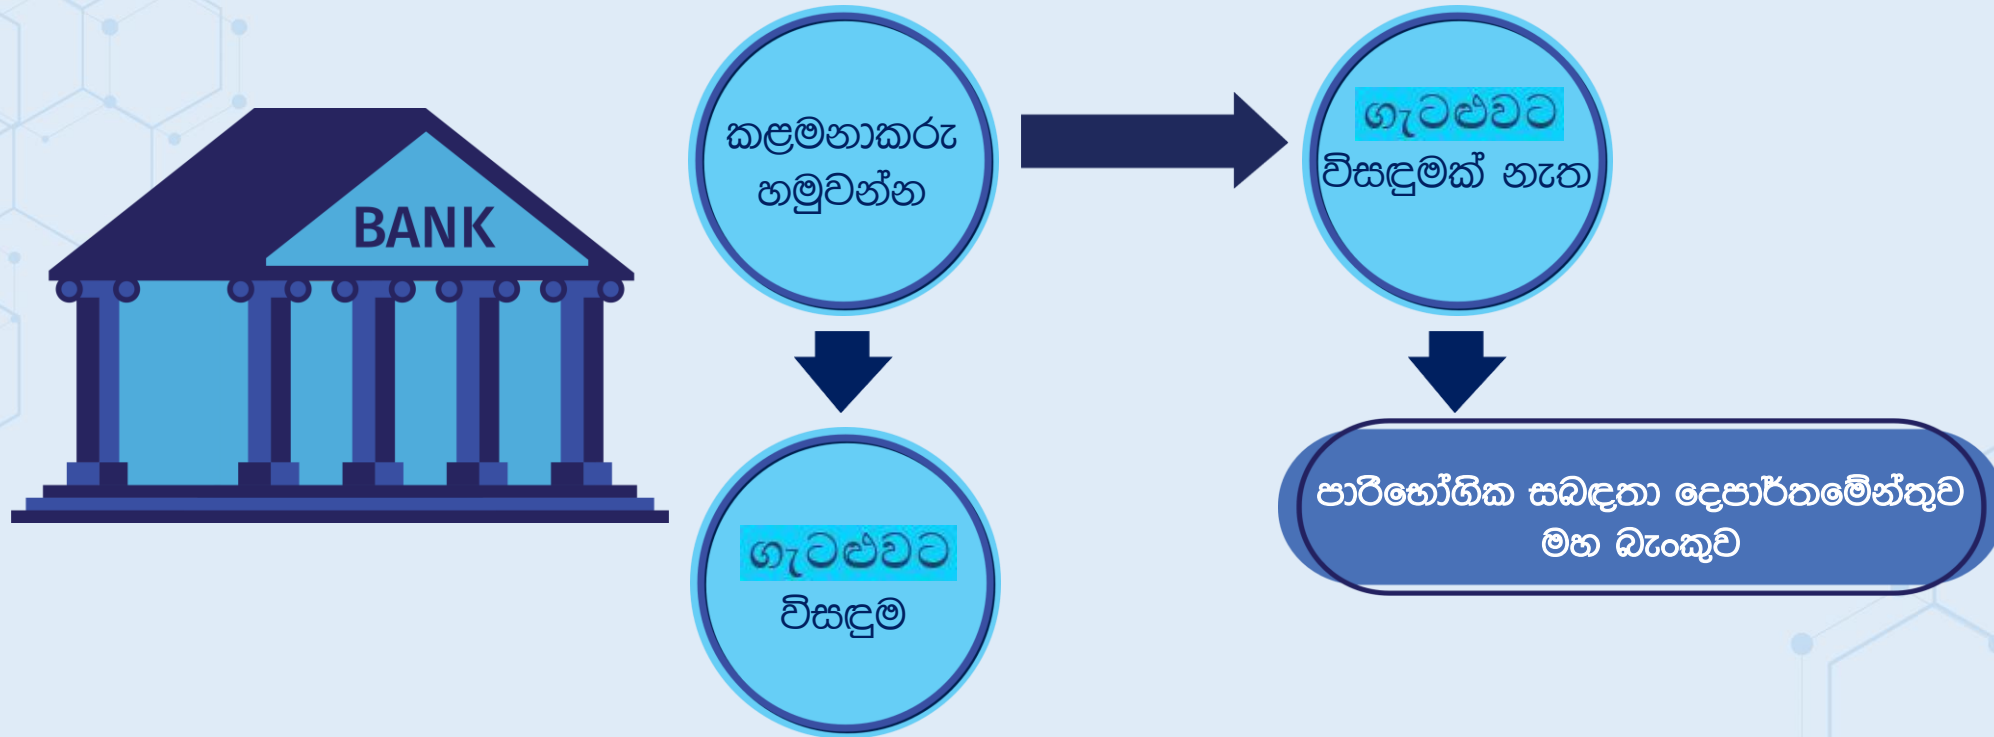 BANK
කළමනාකරු
හමුවන්න
ගැටළුවට
විසඳුමක් නැත
ගැටළුවට
විසඳුම
පාරිභෝගික සබඳතා දෙපාර්තමේන්තුව
මහ බැංකුව